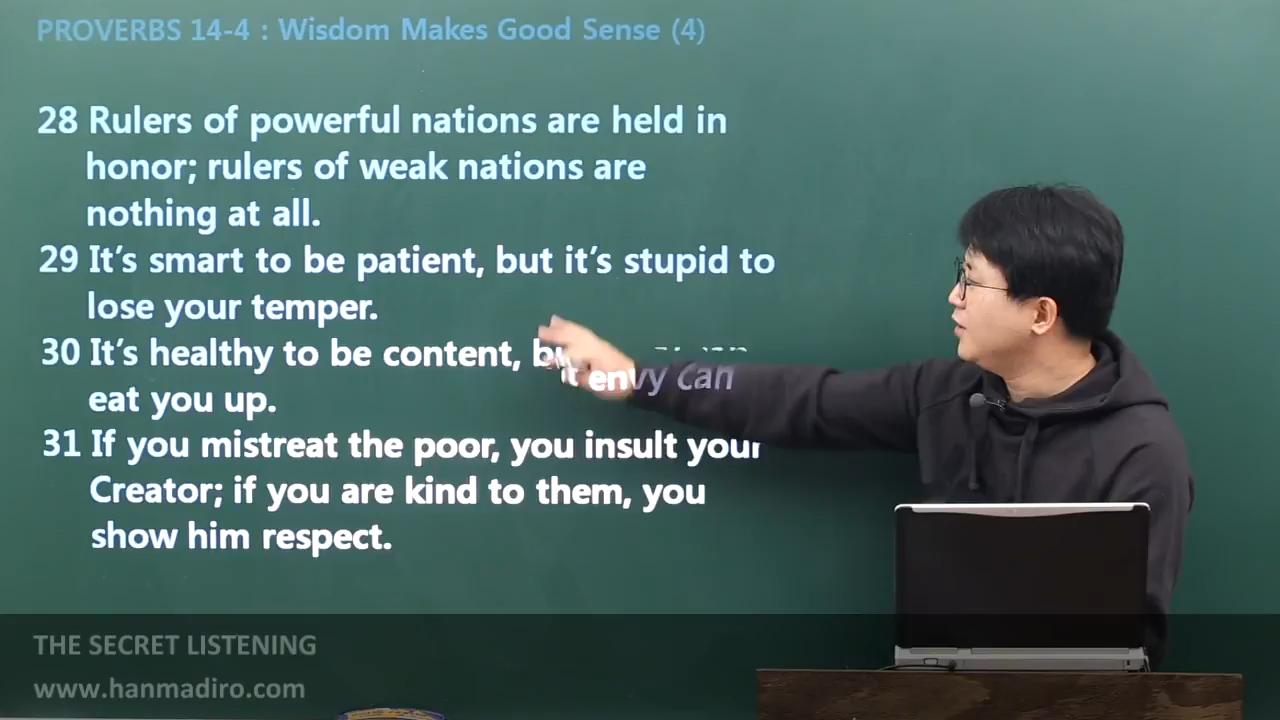 PROVERBS 14-4 : Wisdom Makes Good Sense (4)
28 Rulers of powerful nations are held in
honor; rulers of weak nations are
nothing at all.
29 It's smart to be patient, but it's stupid to
lose your temper.
30 It's healthy to be content, but envy can
eat you up.
31 If you mistreat the poor, you insult your
Creator; if you are kind to them, you
show him respect.
THE SECRET LISTENING
www.hanmadiro.com